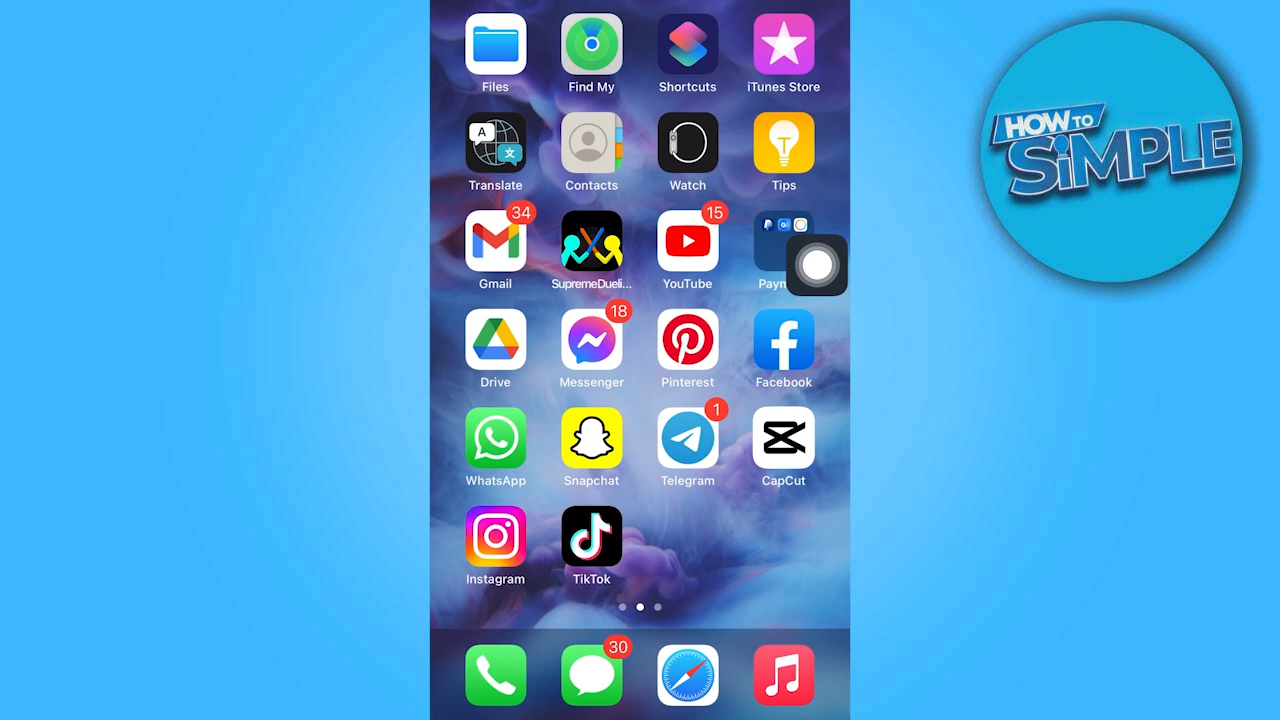 HOW TO
SiMPLE
Files
Find My
Shortcuts
iTunes Store
A
文
Translate
Contacts
Watch
T
Tips
34
15
Gmail
SupremeDueli...
YouTube
Paym
18
Drive
Messenger
Pinterest
Facebook
1
WhatsApp
Snapchat
Telegram
CapCut
Instagram
TikTok
30